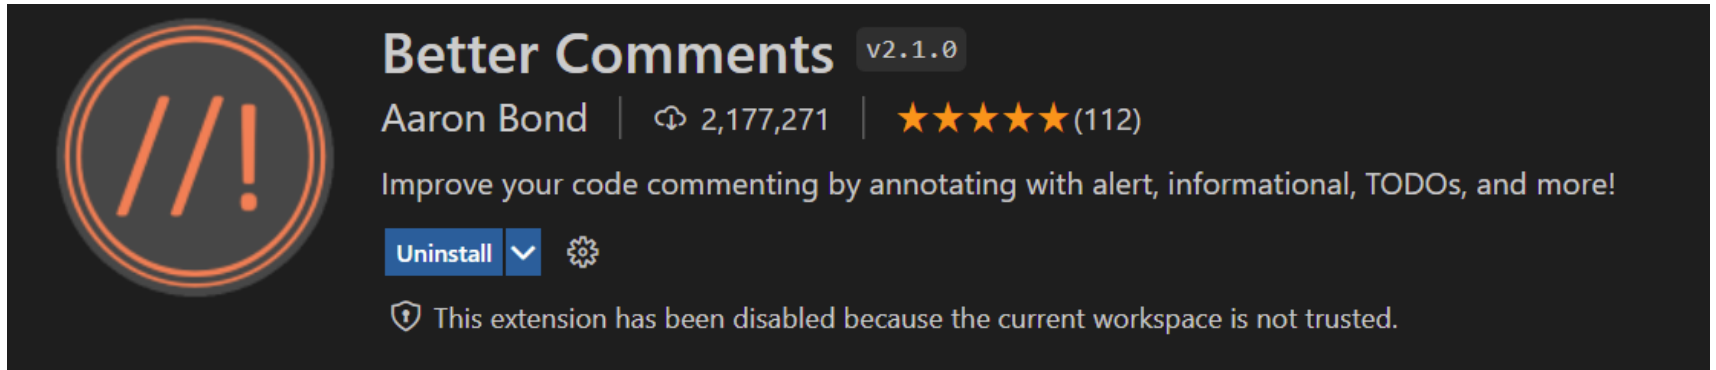 //!
Better Comments v2.1.0
Aaron Bond 2,177,271 (112)
Improve your code commenting by annotating with alert, informational, TODOs, and more!
Uninstall
This extension has been disabled because the current workspace is not trusted.